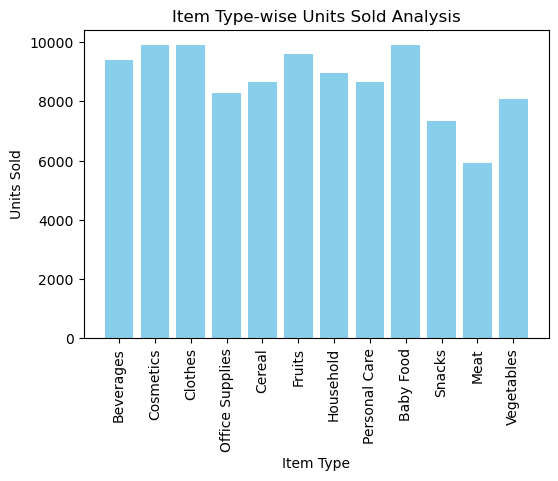 Item Type-wise Units Sold Analysis
Units Sold
10000
8000
6000
4000
2000
0
Beverages
Cosmetics
Clothes
Office Supplies
Cereal
Fruits
Household
Personal Care
Baby Food
Snacks
Meat
Vegetables
Item Type